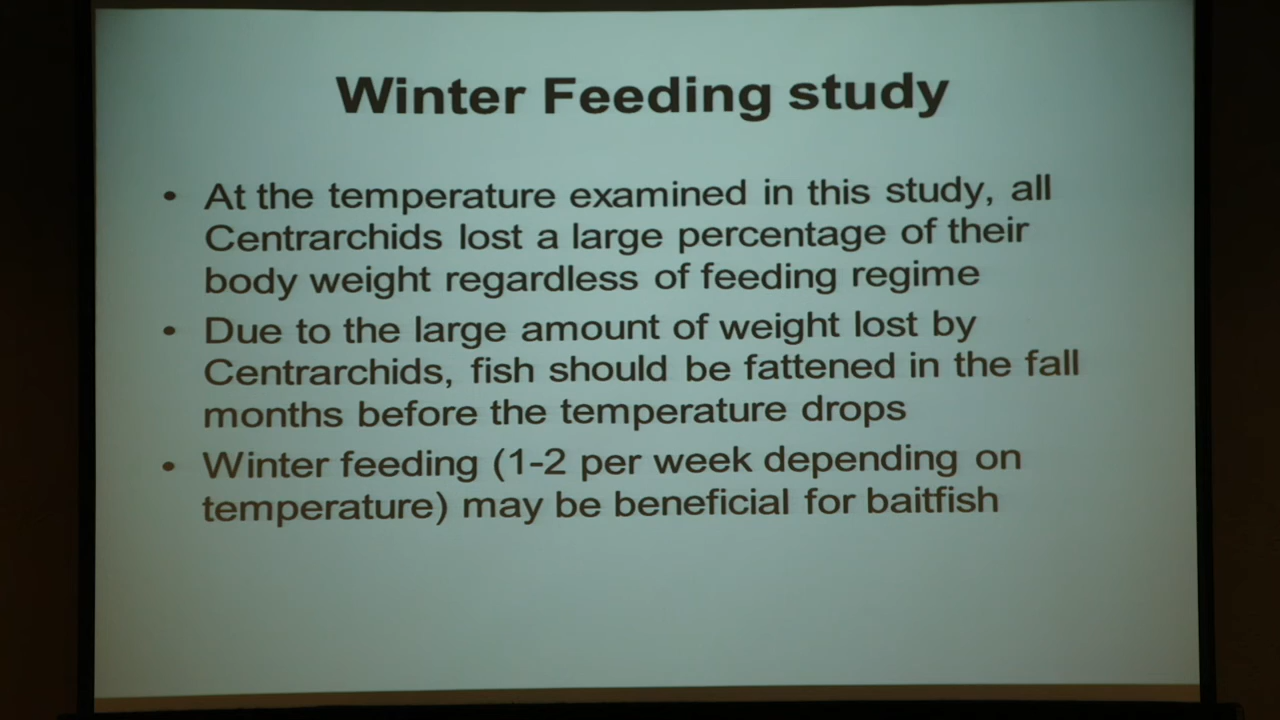 Winter Feeding study
• At the temperature examined in this study, all
Centrarchids lost a large percentage of their
body weight regardless of feeding regime
• Due to the large amount of weight lost by
Centrarchids, fish should be fattened in the fall
months before the temperature drops
• Winter feeding (1-2 per week depending on
temperature) may be beneficial for baitfish